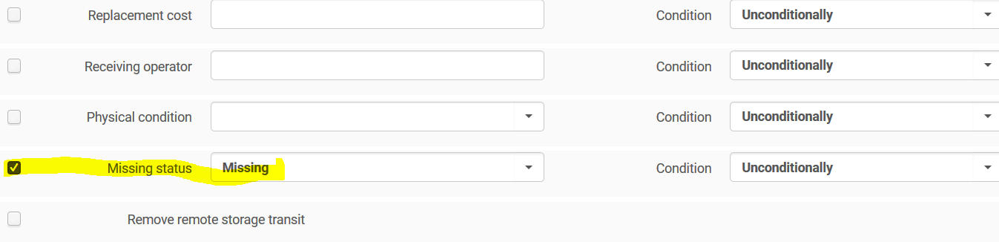 Replacement cost Condition Unconditionally
Receiving operator Condition Unconditionally
Physical condition Condition Unconditionally
Missing status Missing Condition Unconditionally
Remove remote storage transit